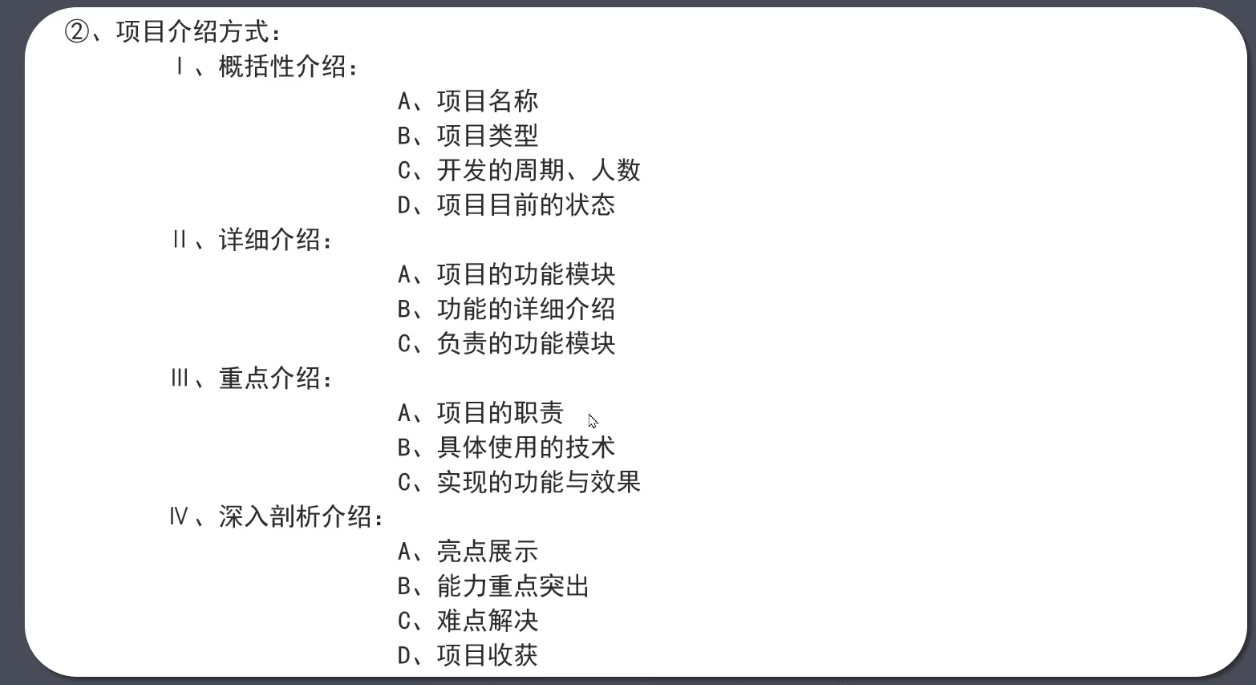 ②、项目介绍方式：
Ⅰ、概括性介绍：
A、项目名称
B、项目类型
C、开发的周期、人数
D、项目目前的状态
Ⅱ、详细介绍：
A、项目的功能模块
B、功能的详细介绍
C、负责的功能模块
Ⅲ、重点介绍：
A、项目的职责
B、具体使用的技术
C、实现的功能与效果
Ⅳ、深入剖析介绍：
A、亮点展示
B、能力重点突出
C、难点解决
D、项目收获